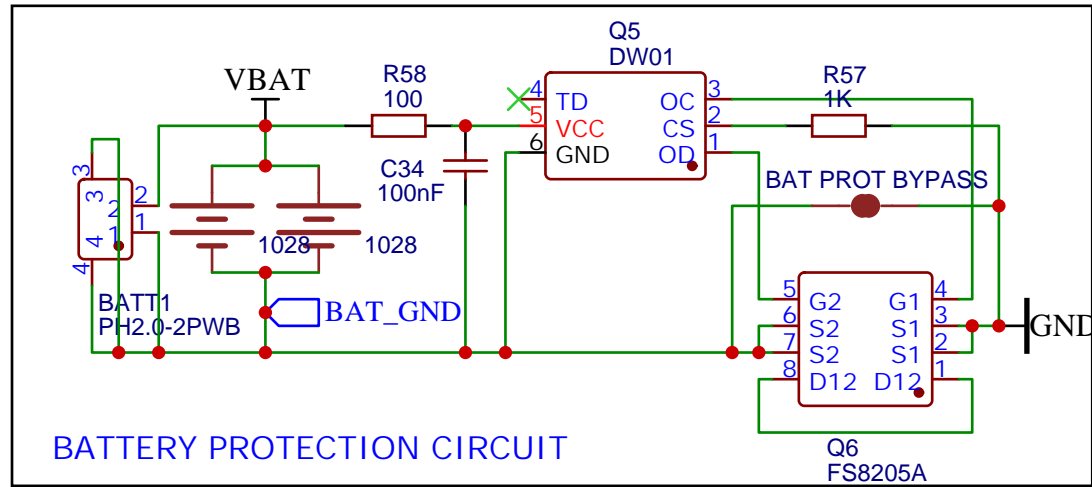 Q5
DW01
VBAT
R58
100
R57
1K
4
TD
OC
3
5
VCC
CS
2
6
GND
OD
1
C34
100nF
BAT PROT BYPASS
3
3
2
2
1
1
4
4
1028
1028
BATT1
PH2.0-2PWB
BAT_GND
5
G2
G1
4
6
S2
S1
3
7
S2
S1
2
8
D12
D12
1
GND
BATTERY PROTECTION CIRCUIT
Q6
FS8205A